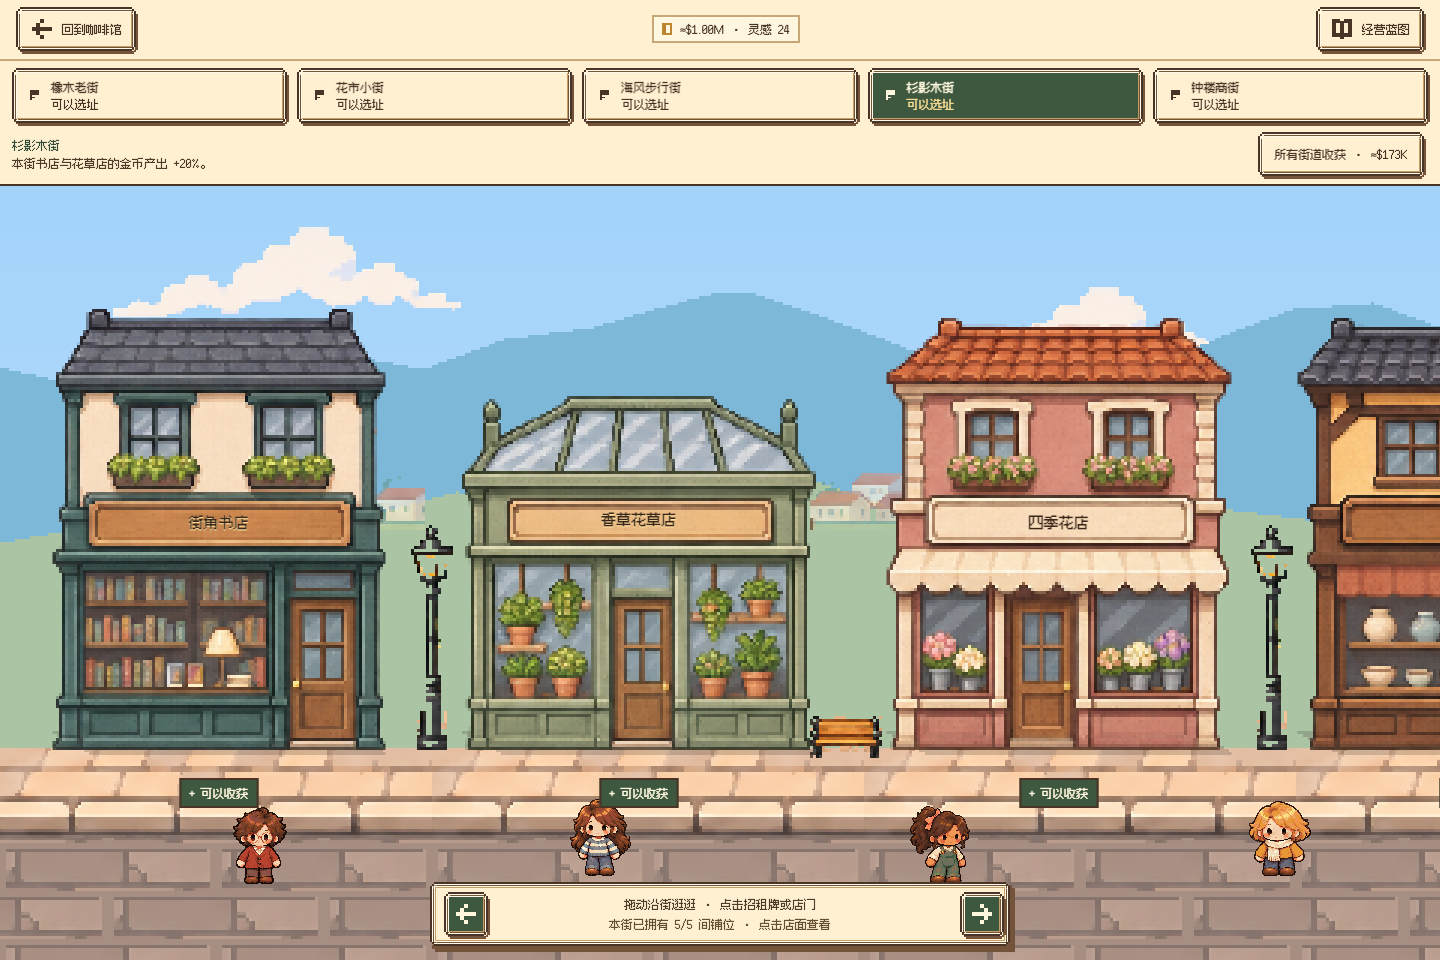 回到咖啡馆
≈$1.00M · 灵感 24
经营蓝图
橡木老街
可以选址
花市小街
可以选址
海风步行街
可以选址
杉影木街
可以选址
钟楼商街
可以选址
杉影木街
本街书店与花草店的金币产出 +20%。
所有街道收获 · ≈$173K
街角书店
香草花草店
四季花店
+ 可以收获
+ 可以收获
+ 可以收获
拖动沿街逛逛 · 点击招租牌或店门
本街已拥有 5/5 间铺位 · 点击店面查看